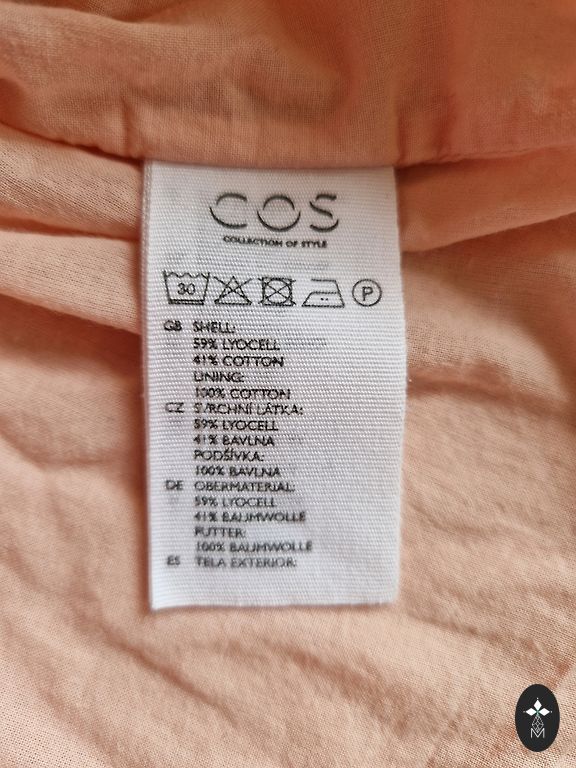 COS
COLLECTION OF STYLE
30 P
GB SHELL:
59% LYOCELL
41% COTTON
LINING:
100% COTTON
CZ SVRCHNÍ LÁTKA:
59% LYOCELL
41% BAVLNA
PODŠÍVKA:
100% BAVLNA
DE OBERMATERIAL:
59% LYOCELL
41% BAUMWOLLE
FUTTER:
100% BAUMWOLLE
ES TELA EXTERIOR:
M